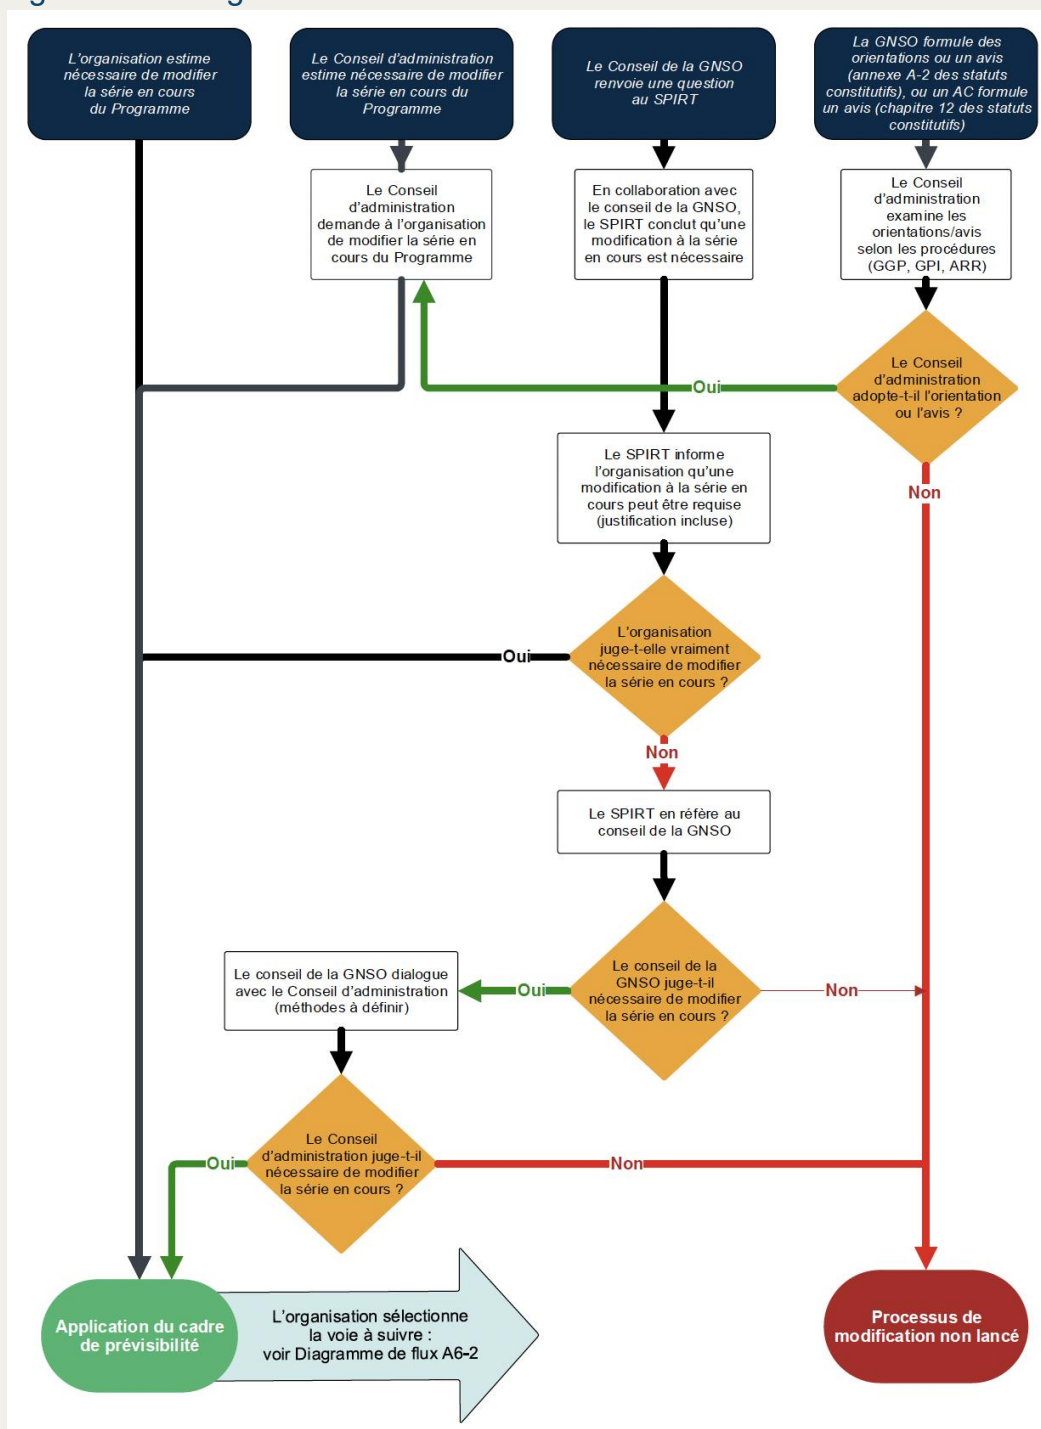 L'organisation estime
nécessaire de modifier
la série en cours
du Programme
Le Conseil d'administration
estime nécessaire de modifier
la série en cours du
Programme
Le Conseil de la GNSO
renvoie une question
au SPIRT
La GNSO formule des
orientations ou un avis
(annexe A-2 des statuts
constitutifs), ou un AC formule
un avis (chapitre 12 des statuts
constitutifs)
Le Conseil
d'administration
demande à l'organisation
de modifier la série en
cours du Programme
En collaboration avec
le conseil de la GNSO,
le SPIRT conclut qu'une
modification à la série
en cours est nécessaire
Le Conseil
d'administration
examine les
orientations/avis
selon les procédures
(GGP, GPI, ARR)
Le Conseil
d'administration
adopte-t-il l'orientation
ou l'avis ?
Oui
Non
Le SPIRT informe
l'organisation qu'une
modification à la série en
cours peut être requise
(justification incluse)
L'organisation
juge-t-elle vraiment
nécessaire de modifier
la série en cours ?
Oui
Non
Le SPIRT en réfère au
conseil de la GNSO
Le conseil de la
GNSO juge-t-il
nécessaire de modifier
la série en cours ?
Oui
Non
Le conseil de la GNSO dialogue
avec le Conseil d'administration
(méthodes à définir)
Le Conseil
d'administration juge-t-il
nécessaire de modifier
la série en cours ?
Oui
Non
Application du cadre
de prévisibilité
L'organisation sélectionne
la voie à suivre :
voir Diagramme de flux A6-2
Processus de
modification non lancé